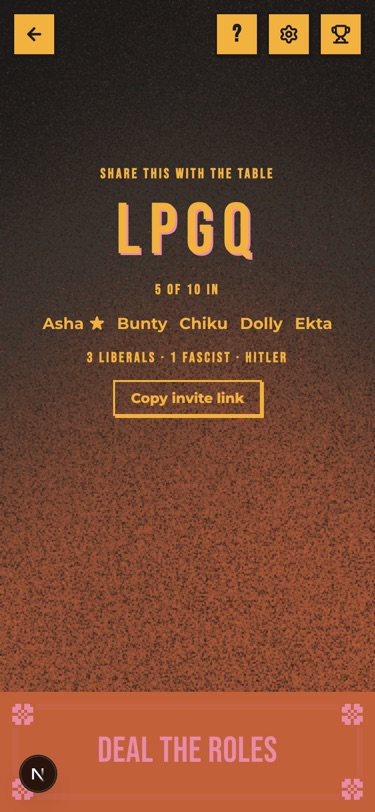 ?
SHARE THIS WITH THE TABLE
LPGQ
5 OF 10 IN
Asha ★ Bunty Chiku Dolly Ekta
3 LIBERALS · 1 FASCIST · HITLER
Copy invite link
DEAL THE ROLES
N